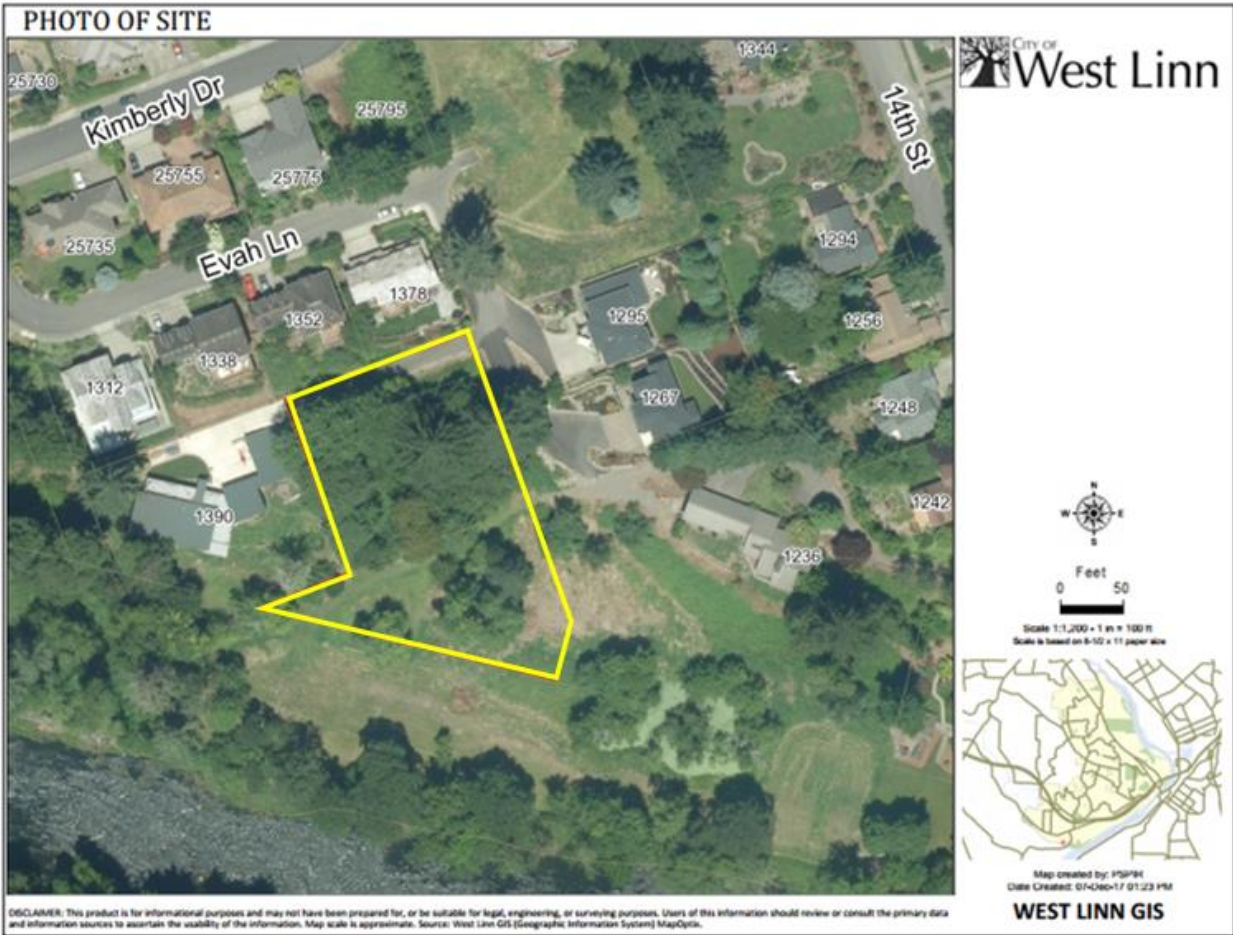 PHOTO OF SITE
CITY OF
West Linn
1344
25730
Kimberly Dr
25795
14th St
25755
25775
25735
Evah Ln
1294
1378
1295
1352
1256
1338
1312
1267
1248
1390
1242
1236
N
W E
S
Feet
0 50
Scale 1:1,200 - 1 in = 100 ft
Scale is based on 8-1/2 x 11 paper size
Map created by:
Date Created: 07-Dec-17 01:23 PM
WEST LINN GIS
DISCLAIMER: This product is for informational purposes and may not have been prepared for, or be suitable for legal, engineering, or surveying purposes. Users of this information should review or consult the primary data
and information sources to ascertain the usability of the information. Map scale is approximate. Source: West Linn GIS (Geographic Information System) MapOptix.